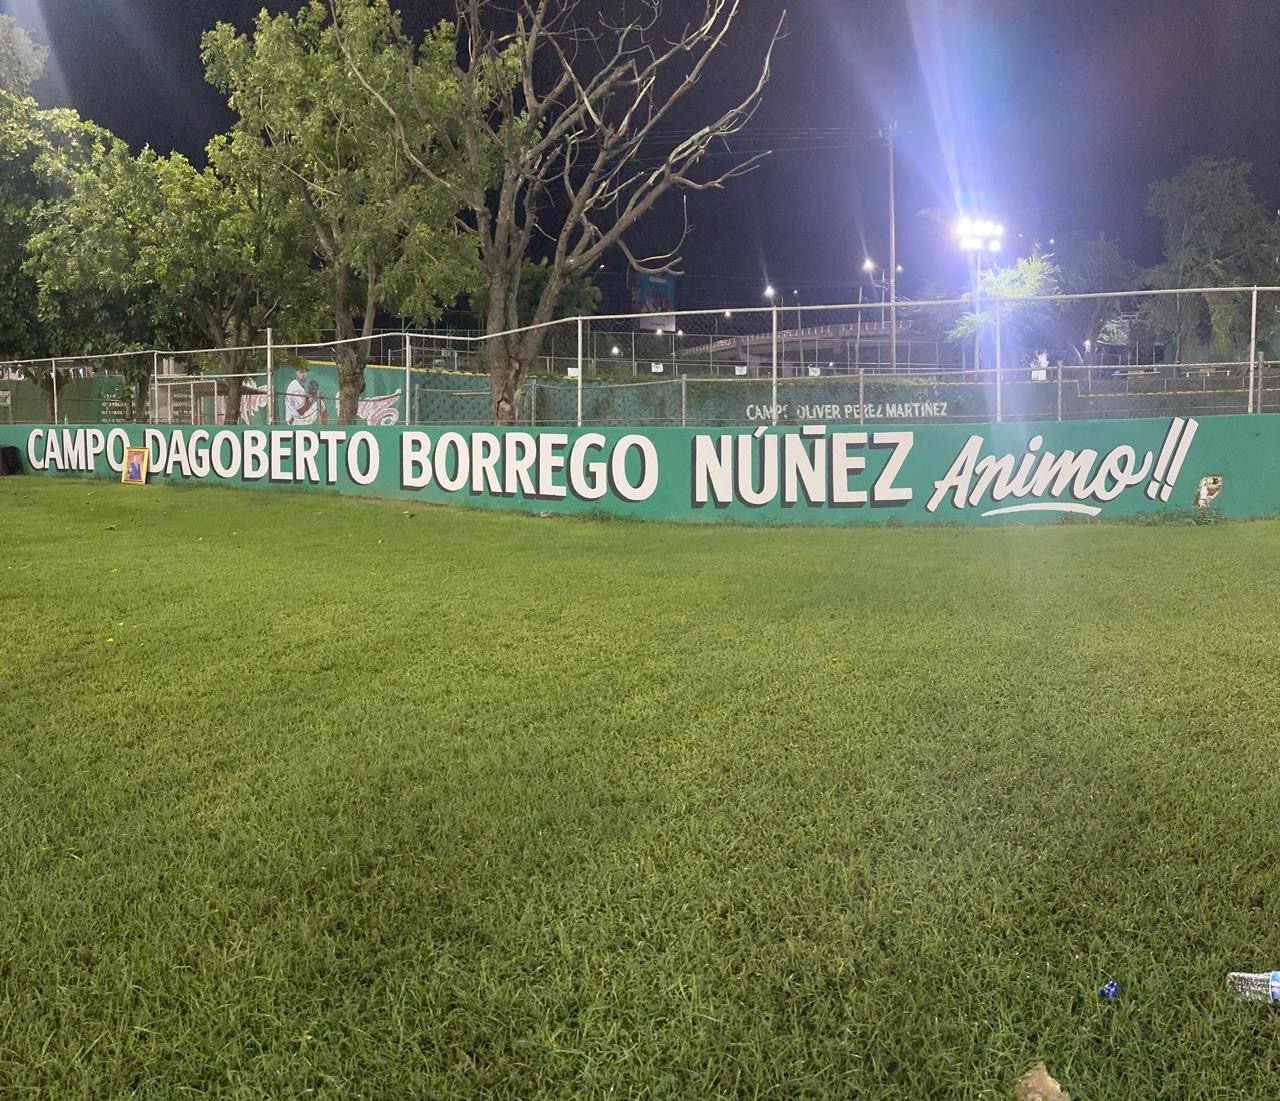 CAMPO OLIVER PEREZ MARTINEZ
CAMPO DAGOBERTO BORREGO NÚÑEZ Animo!!